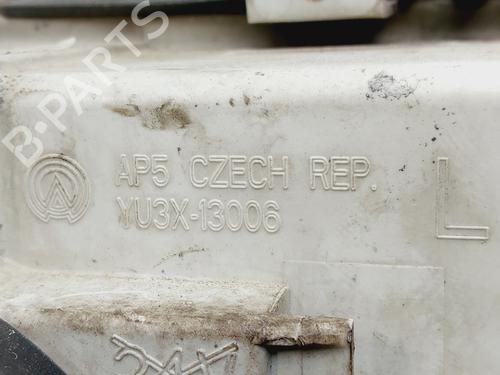 B-PARTS
AP5 CZECH REP.
YU3X-13006
L